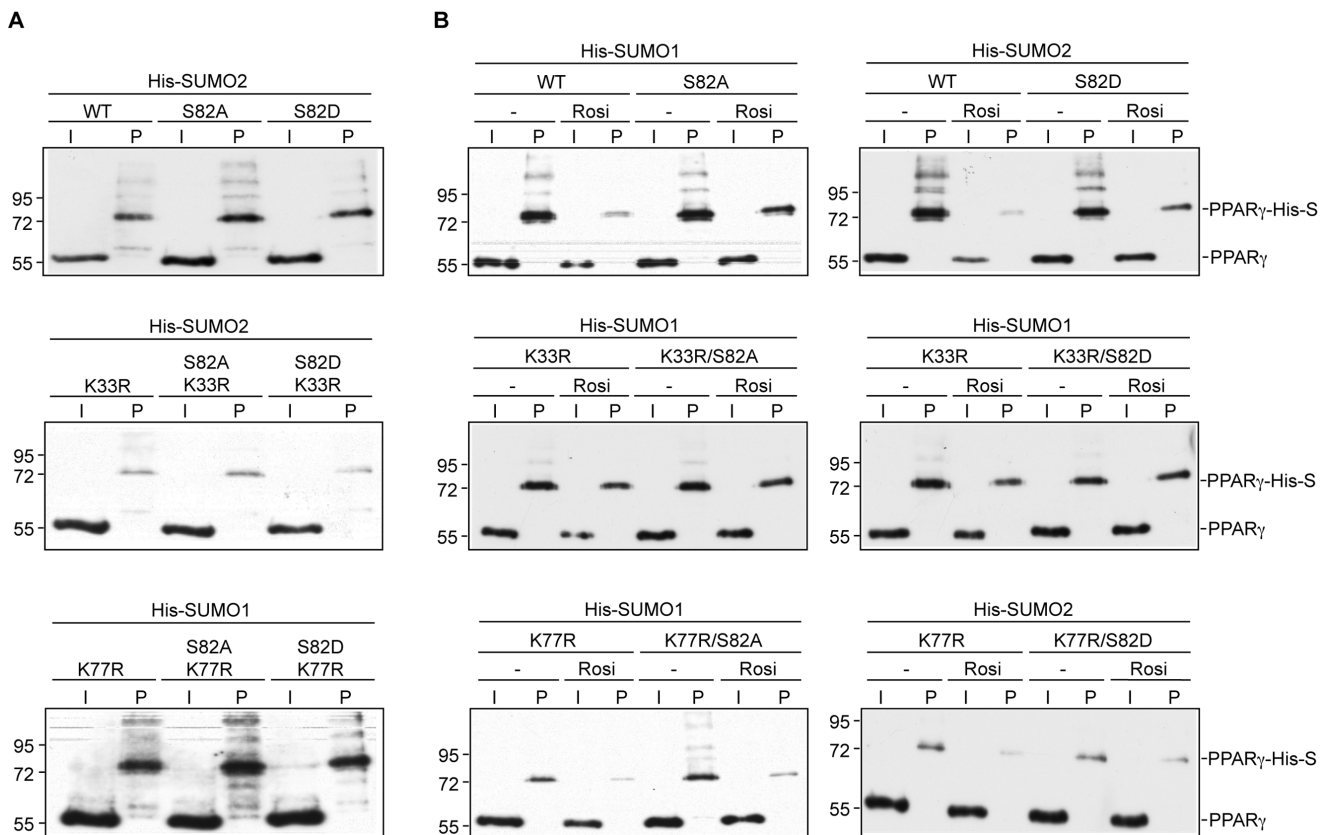 A
B
His-SUMO2
WT S82A S82D
I P I P I P
95
72
55
His-SUMO1
WT S82A
- Rosi - Rosi
I P I P I P I P
95
72
55
His-SUMO2
WT S82D
- Rosi - Rosi
I P I P I P I P
95
72
55
-PPARγ-His-S
-PPARγ
His-SUMO2
S82A S82D
K33R K33R K33R
I P I P I P
95
72
55
His-SUMO1
K33R K33R/S82A
- Rosi - Rosi
I P I P I P I P
95
72
55
His-SUMO1
K33R K33R/S82D
- Rosi - Rosi
I P I P I P I P
95
72
55
-PPARγ-His-S
-PPARγ
His-SUMO1
S82A S82D
K77R K77R K77R
I P I P I P
95
72
55
His-SUMO1
K77R K77R/S82A
- Rosi - Rosi
I P I P I P I P
95
72
55
His-SUMO2
K77R K77R/S82D
- Rosi - Rosi
I P I P I P I P
95
72
55
-PPARγ-His-S
-PPARγ